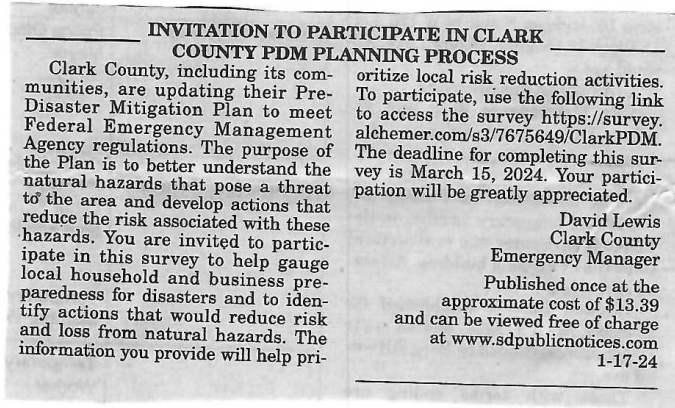 INVITATION TO PARTICIPATE IN CLARK
COUNTY PDM PLANNING PROCESS
Clark County, including its com-
munities, are updating their Pre-
Disaster Mitigation Plan to meet
Federal Emergency Management
Agency regulations. The purpose of
the Plan is to better understand the
natural hazards that pose a threat
to the area and develop actions that
reduce the risk associated with these
hazards. You are invited to partic-
ipate in this survey to help gauge
local household and business pre-
paredness for disasters and to iden-
tify actions that would reduce risk
and loss from natural hazards. The
information you provide will help pri-
oritize local risk reduction activities.
To participate, use the following link
to access the survey https://survey.
alchemer.com/s3/7675649/ClarkPDM.
The deadline for completing this sur-
vey is March 15, 2024. Your partici-
pation will be greatly appreciated.
David Lewis
Clark County
Emergency Manager
Published once at the
approximate cost of $13.39
and can be viewed free of charge
at www.sdpublicnotices.com
1-17-24